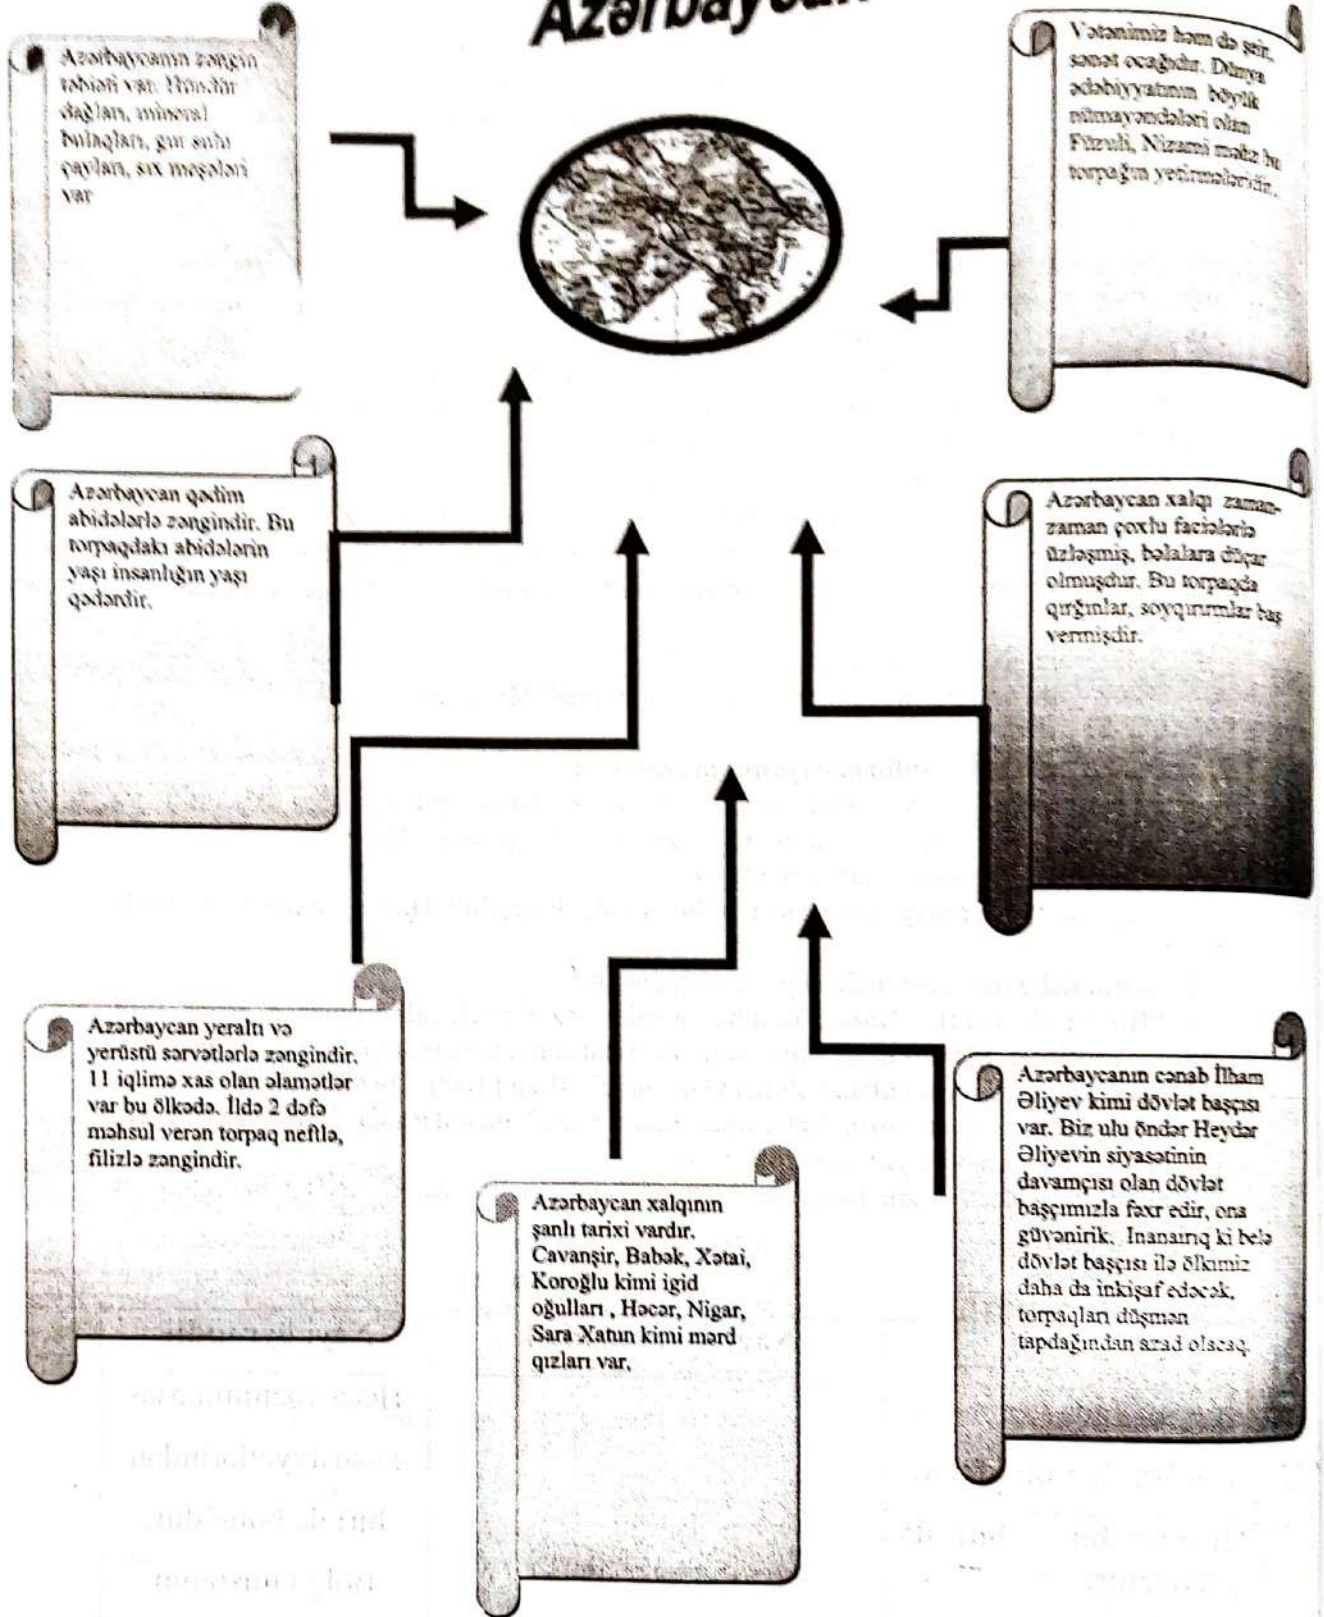 Azərbaycan
Azərbaycanın zəngin
təbiəti var. Hündür
dağları, mineral
bulaqları, gur sulu
çayları, sıx meşələri
var
Vətənimiz həm də şeir,
sənət ocağıdır. Dünya
ədəbiyyatının böyük
nümayəndələri olan
Füzuli, Nizami məhz bu
torpağın yetirmələridir.
Azərbaycan qədim
abidələrlə zəngindir. Bu
torpaqdakı abidələrin
yaşı insanlığın yaşı
qədərdir.
Azərbaycan xalqı zaman-
zaman çoxlu faciələrlə
üzləşmiş, bəlalara düçar
olmuşdur. Bu torpaqda
qırğınlar, soyqırımlar baş
vermişdir.
Azərbaycan yeraltı və
yerüstü sərvətlərlə zəngindir.
11 iqlimə xas olan əlamətlər
var bu ölkədə. İldə 2 dəfə
məhsul verən torpaq neftlə,
filizlə zəngindir.
Azərbaycan xalqının
şanlı tarixi vardır.
Cavanşir, Babək, Xətai,
Koroğlu kimi igid
oğulları , Həcər, Nigar,
Sara Xatun kimi mərd
qızları var.
Azərbaycanın cənab İlham
Əliyev kimi dövlət başçısı
var. Biz ulu öndər Heydər
Əliyevin siyasətinin
davamçısı olan dövlət
başçımızla fəxr edir, ona
güvənirik. Inanarıq ki belə
dövlət başçısı ilə ölkımiz
daha da inkişaf edəcək,
torpaqları düşmən
tapdağından azad olacaq.